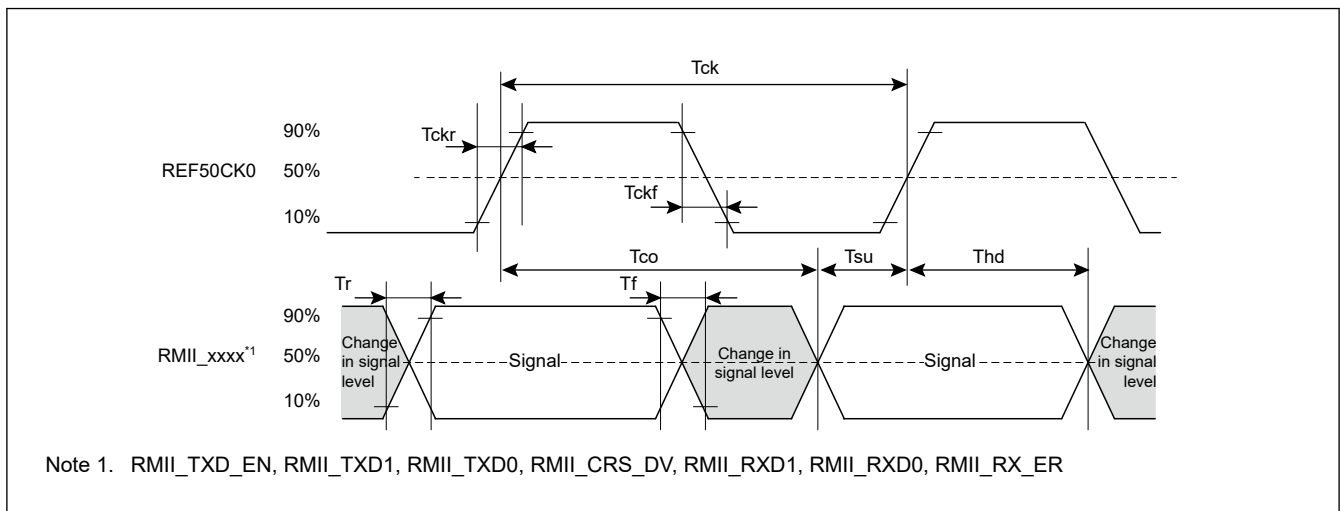 Tck
90%
Tckr
REF50CK0 50%
Tckf
10%
Tco Tsu Thd
Tr Tf
90%
RMII_xxxx*1 50%
Change in signal level
Signal
Change in signal level
Signal
Change in signal level
10%
Note 1. RMII_TXD_EN, RMII_TXD1, RMII_TXD0, RMII_CRS_DV, RMII_RXD1, RMII_RXD0, RMII_RX_ER